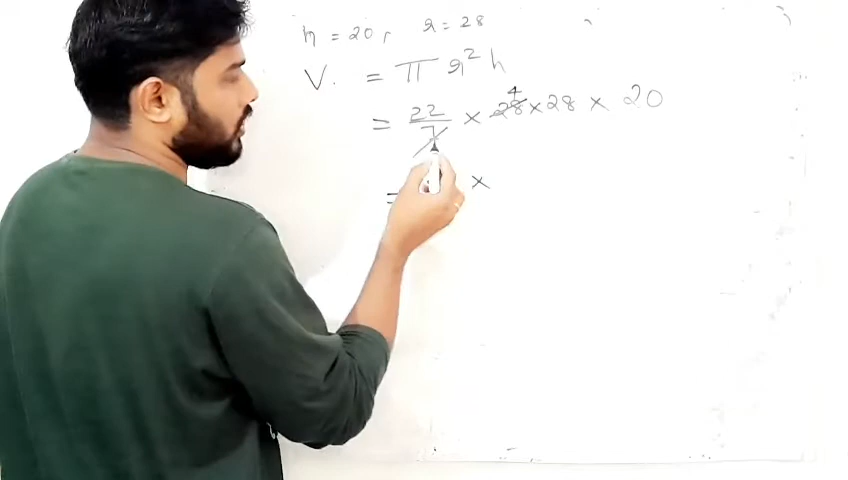 h = 20, r = 28
V. = π r² h
= 22/7 × 28 4 × 28 × 20
= ×